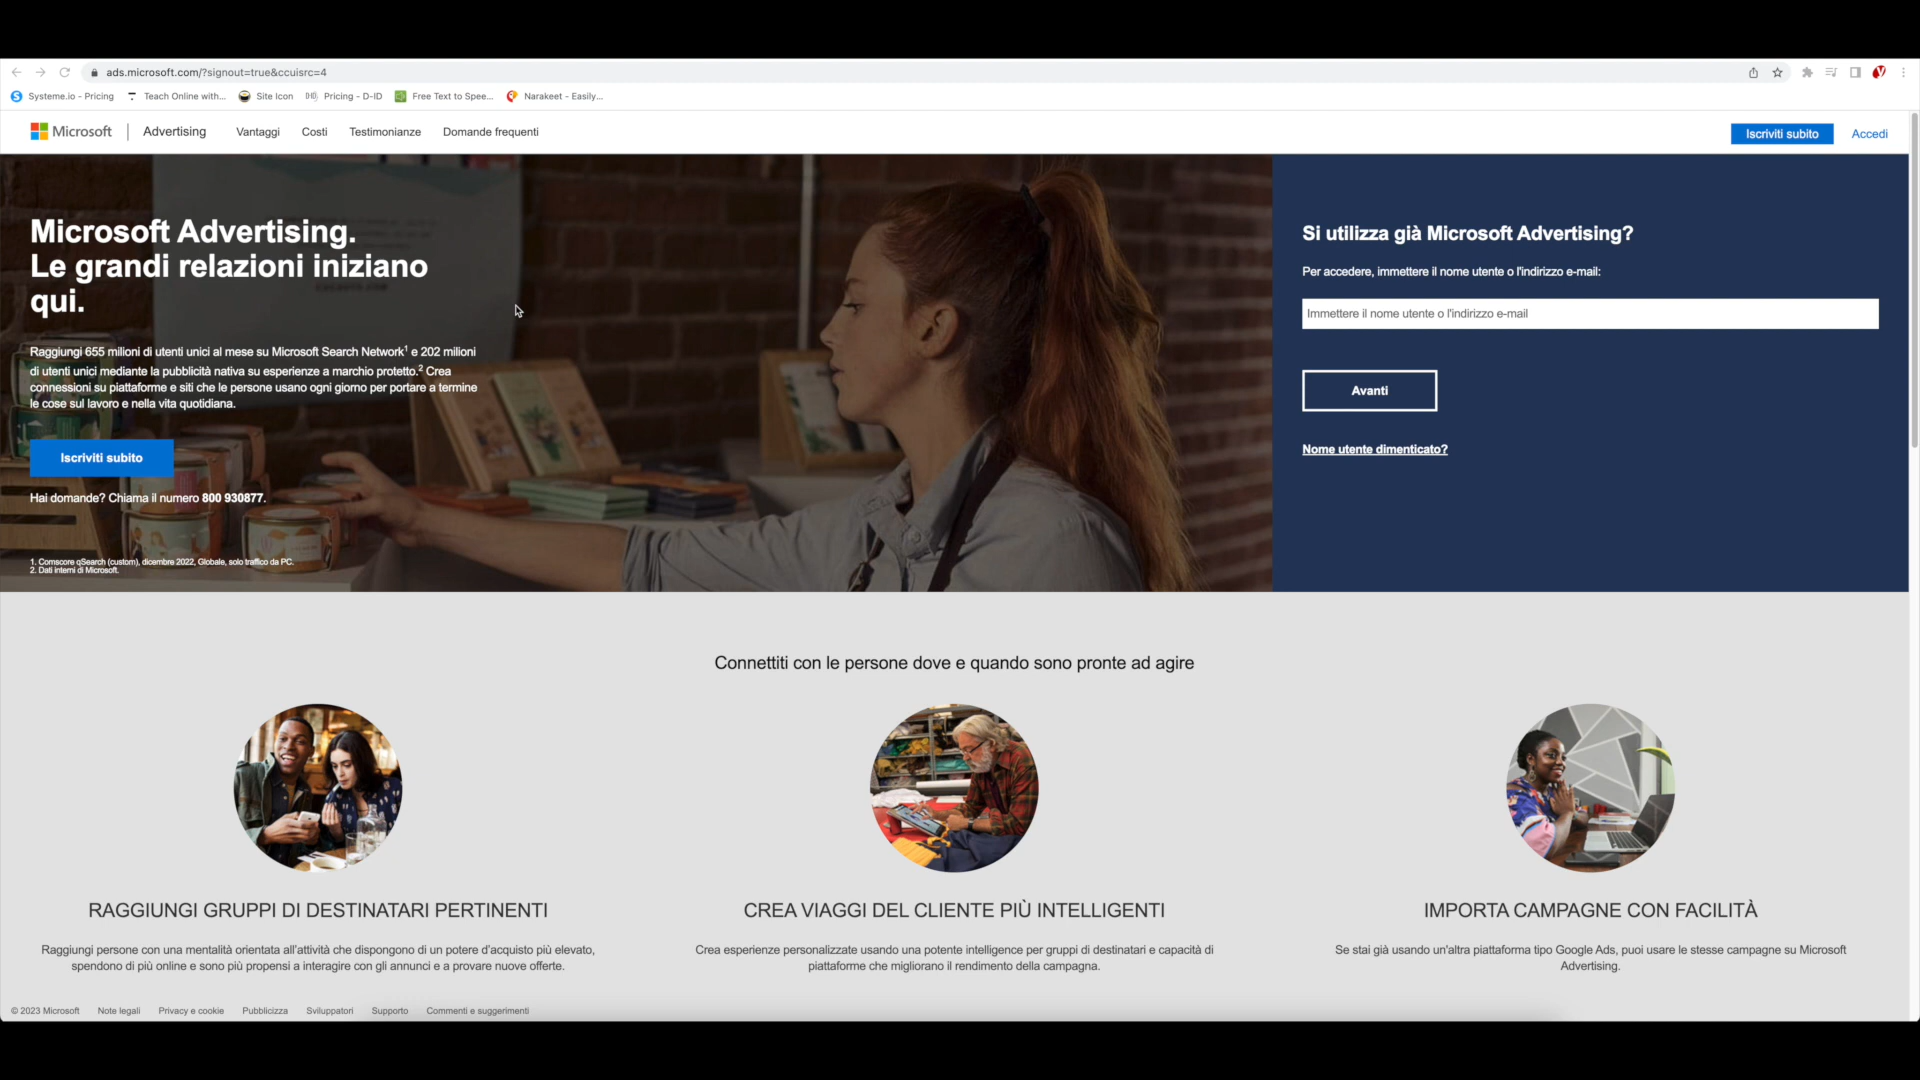 ads.microsoft.com/?signout=true&ccuisrc=4
Systeme.io - Pricing
Teach Online with...
Site Icon
Pricing - D-ID
Free Text to Spee...
Narakeet - Easily...
Microsoft
Advertising
Vantaggi
Costi
Testimonianze
Domande frequenti
Iscriviti subito
Accedi
Microsoft Advertising.
Le grandi relazioni iniziano
qui.
Raggiungi 655 milioni di utenti unici al mese su Microsoft Search Network¹ e 202 milioni
di utenti unici mediante la pubblicità nativa su esperienze a marchio protetto.² Crea
connessioni su piattaforme e siti che le persone usano ogni giorno per portare a termine
le cose sul lavoro e nella vita quotidiana.
Iscriviti subito
Hai domande? Chiama il numero 800 930877.
1. Comscore qSearch (custom), dicembre 2022, Globale, solo traffico da PC.
2. Dati interni di Microsoft.
Si utilizza già Microsoft Advertising?
Per accedere, immettere il nome utente o l'indirizzo e-mail:
Immettere il nome utente o l'indirizzo e-mail
Avanti
Nome utente dimenticato?
Connettiti con le persone dove e quando sono pronte ad agire
RAGGIUNGI GRUPPI DI DESTINATARI PERTINENTI
Raggiungi persone con una mentalità orientata all'attività che dispongono di un potere d'acquisto più elevato,
spendono di più online e sono più propensi a interagire con gli annunci e a provare nuove offerte.
CREA VIAGGI DEL CLIENTE PIÙ INTELLIGENTI
Crea esperienze personalizzate usando una potente intelligence per gruppi di destinatari e capacità di
piattaforme che migliorano il rendimento della campagna.
IMPORTA CAMPAGNE CON FACILITÀ
Se stai già usando un'altra piattaforma tipo Google Ads, puoi usare le stesse campagne su Microsoft
Advertising.
© 2023 Microsoft
Note legali
Privacy e cookie
Pubblicizza
Sviluppatori
Supporto
Commenti e suggerimenti